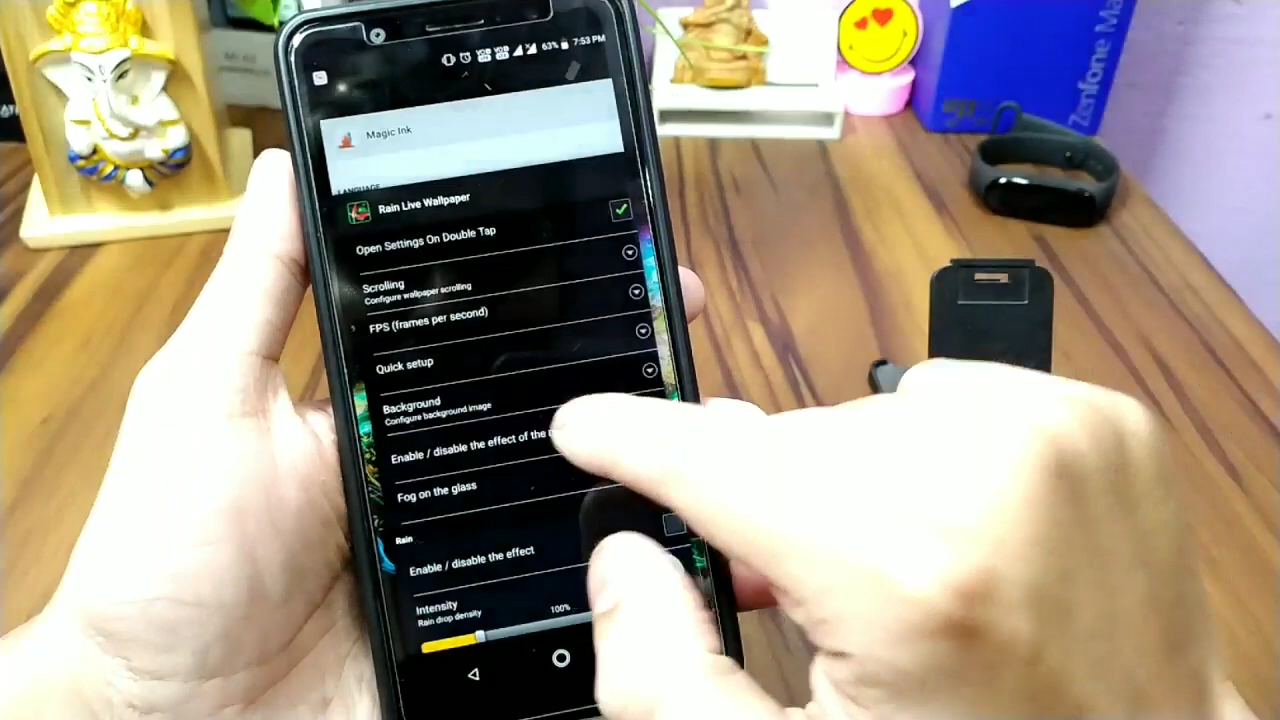 63% 7:53 PM
Magic Ink
LANGUAGE
Rain Live Wallpaper
Open Settings On Double Tap
Scrolling
Configure wallpaper scrolling
FPS (frames per second)
Quick setup
Background
Configure background image
Enable / disable the effect of the
Fog on the glass
Rain
Enable / disable the effect
Intensity
Rain drop density
100%
Zenfone Ma